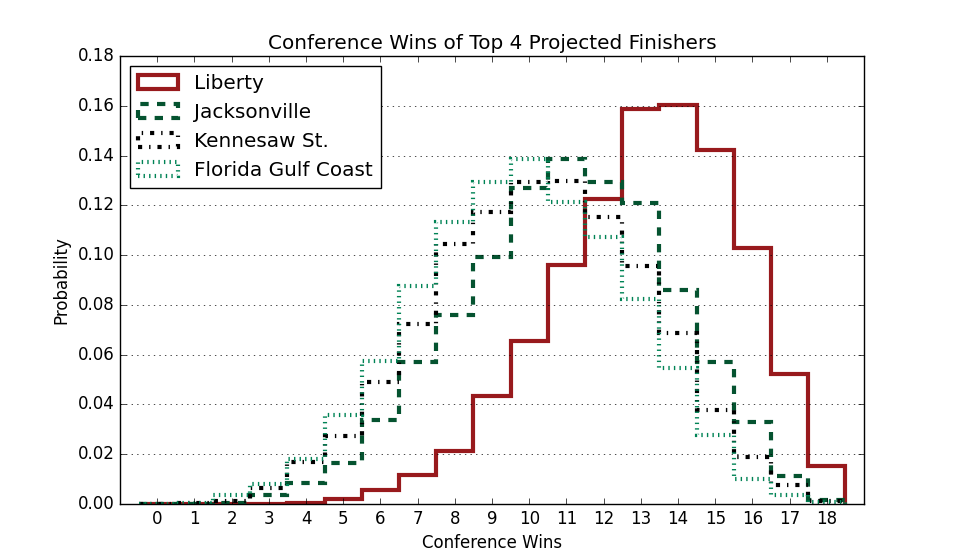 Conference Wins of Top 4 Projected Finishers
0.18
0.16
0.14
0.12
0.10
0.08
0.06
0.04
0.02
0.00
Probability
Liberty
Jacksonville
Kennesaw St.
Florida Gulf Coast
0 1 2 3 4 5 6 7 8 9 10 11 12 13 14 15 16 17 18
Conference Wins